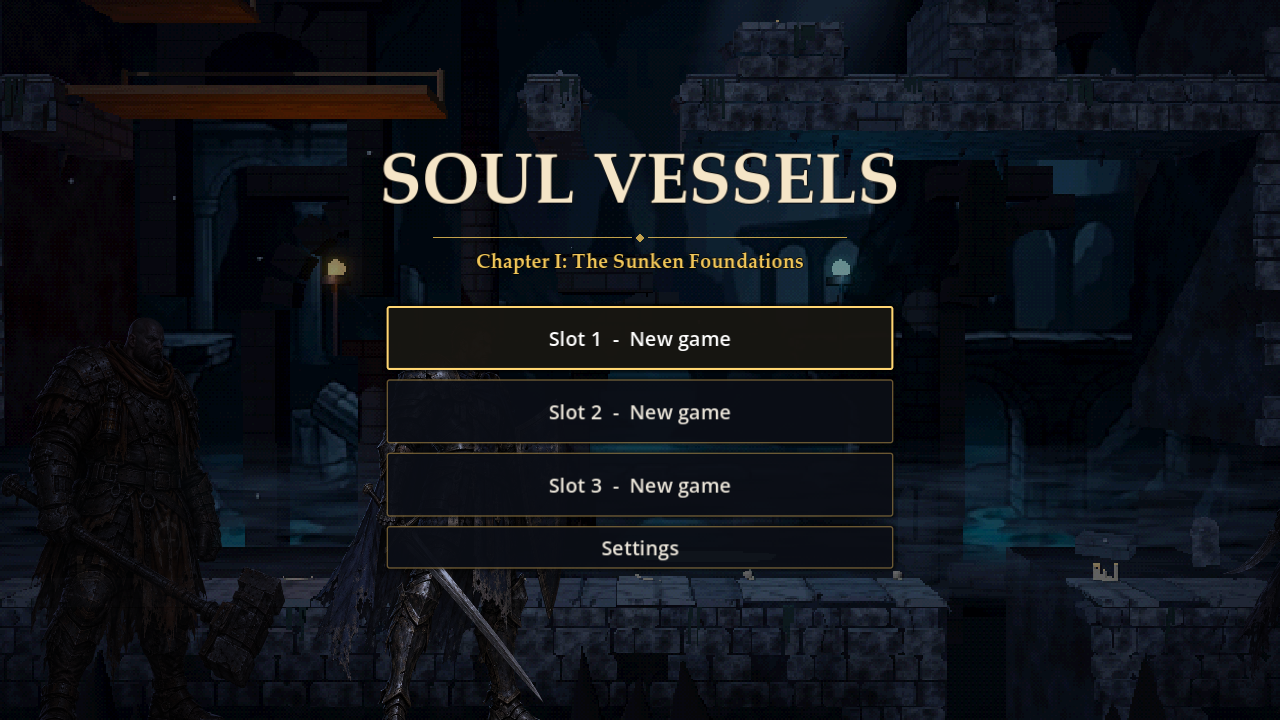 SOUL VESSELS
Chapter I: The Sunken Foundations
Slot 1 - New game
Slot 2 - New game
Slot 3 - New game
Settings